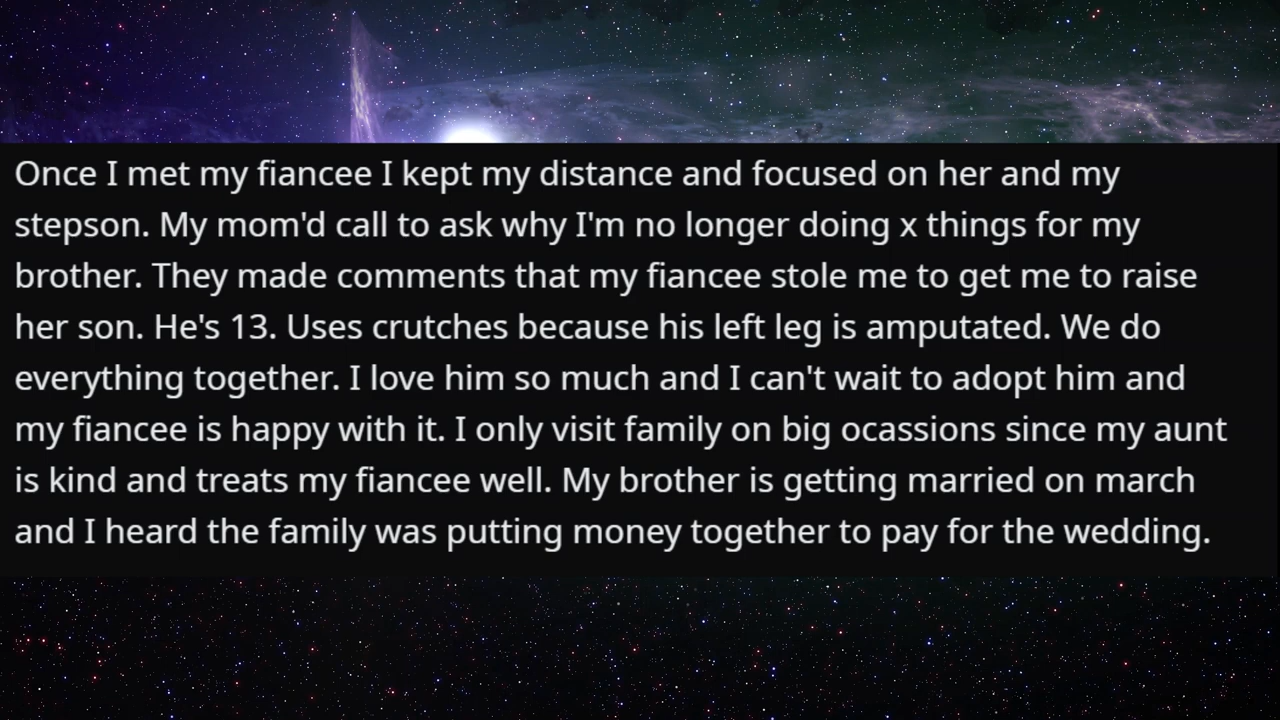 Once I met my fiancee I kept my distance and focused on her and my
stepson. My mom'd call to ask why I'm no longer doing x things for my
brother. They made comments that my fiancee stole me to get me to raise
her son. He's 13. Uses crutches because his left leg is amputated. We do
everything together. I love him so much and I can't wait to adopt him and
my fiancee is happy with it. I only visit family on big ocassions since my aunt
is kind and treats my fiancee well. My brother is getting married on march
and I heard the family was putting money together to pay for the wedding.